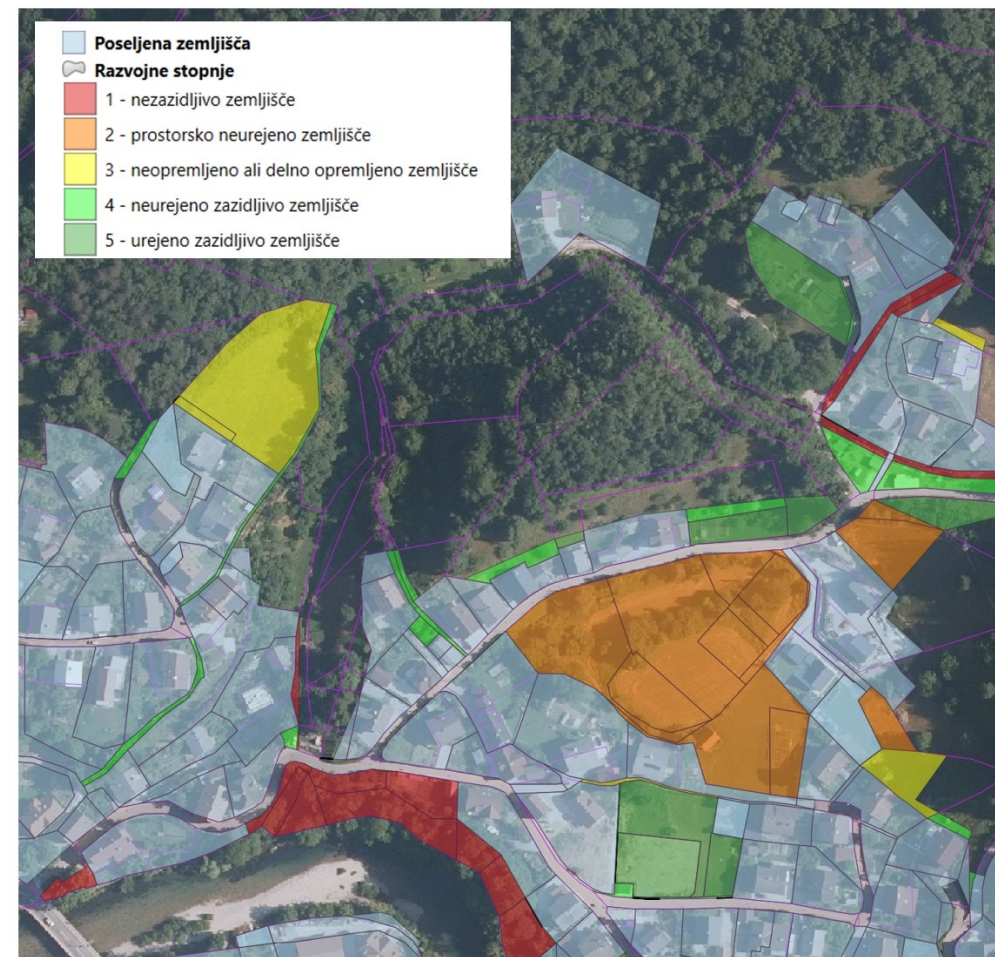 Poseljena zemljišča
Razvojne stopnje
1 - nezazidljivo zemljišče
2 - prostorsko neurejeno zemljišče
3 - neopremljeno ali delno opremljeno zemljišče
4 - neurejeno zazidljivo zemljišče
5 - urejeno zazidljivo zemljišče